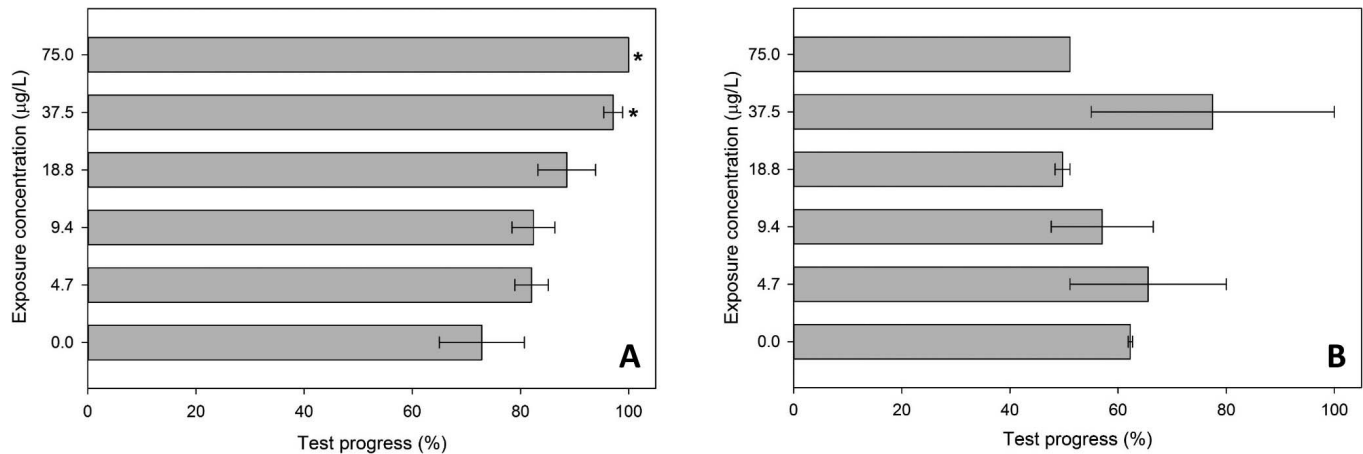 Exposure concentration (µg/L)
75.0
*
37.5
*
18.8
9.4
4.7
0.0
A
0 20 40 60 80 100
Test progress (%)
Exposure concentration (µg/L)
75.0
37.5
18.8
9.4
4.7
0.0
B
0 20 40 60 80 100
Test progress (%)